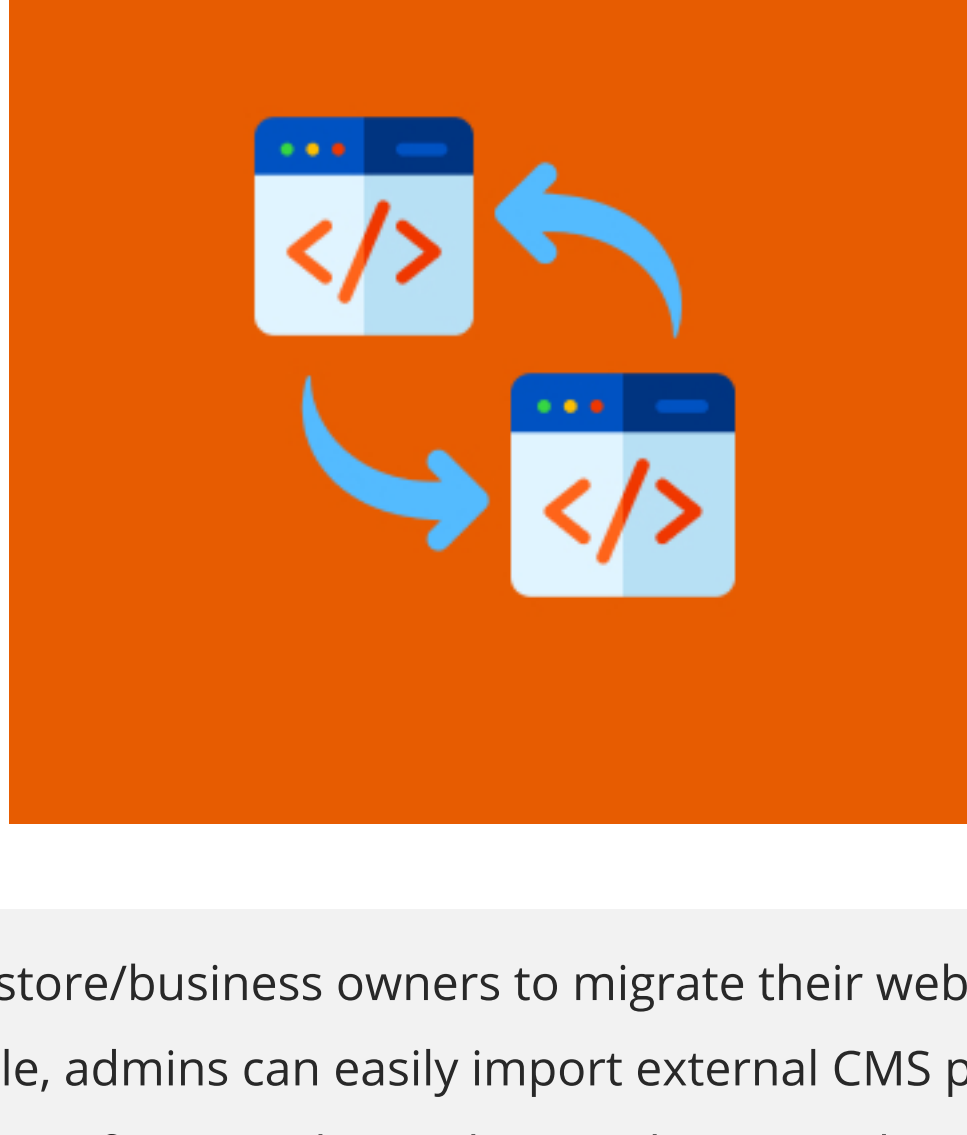 </>
</>
store/business owners to migrate their web
le, admins can easily import external CMS p